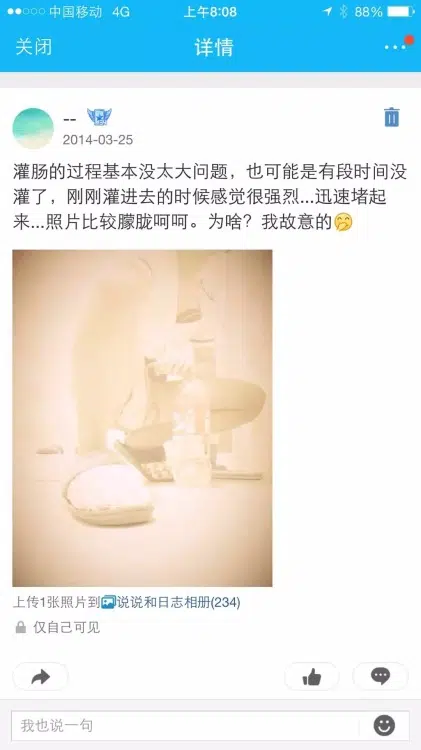 中国移动 4G 上午8:08 88%
关闭 详情
--
2014-03-25
灌肠的过程基本没太大问题，也可能是有段时间没
灌了，刚刚灌进去的时候感觉很强烈...迅速堵起
来...照片比较朦胧呵呵。为啥？我故意的🤭
上传1张照片到说说和日志相册(234)
仅自己可见
我也说一句